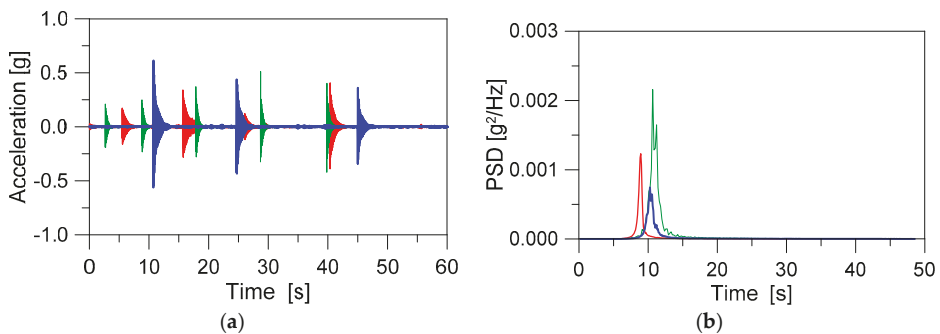 1.0
0.5
0.0
-0.5
-1.0
Acceleration [g]
0 10 20 30 40 50 60
Time [s]
(a)
0.003
0.002
0.001
0.000
PSD [g²/Hz]
0 10 20 30 40 50
Time [s]
(b)